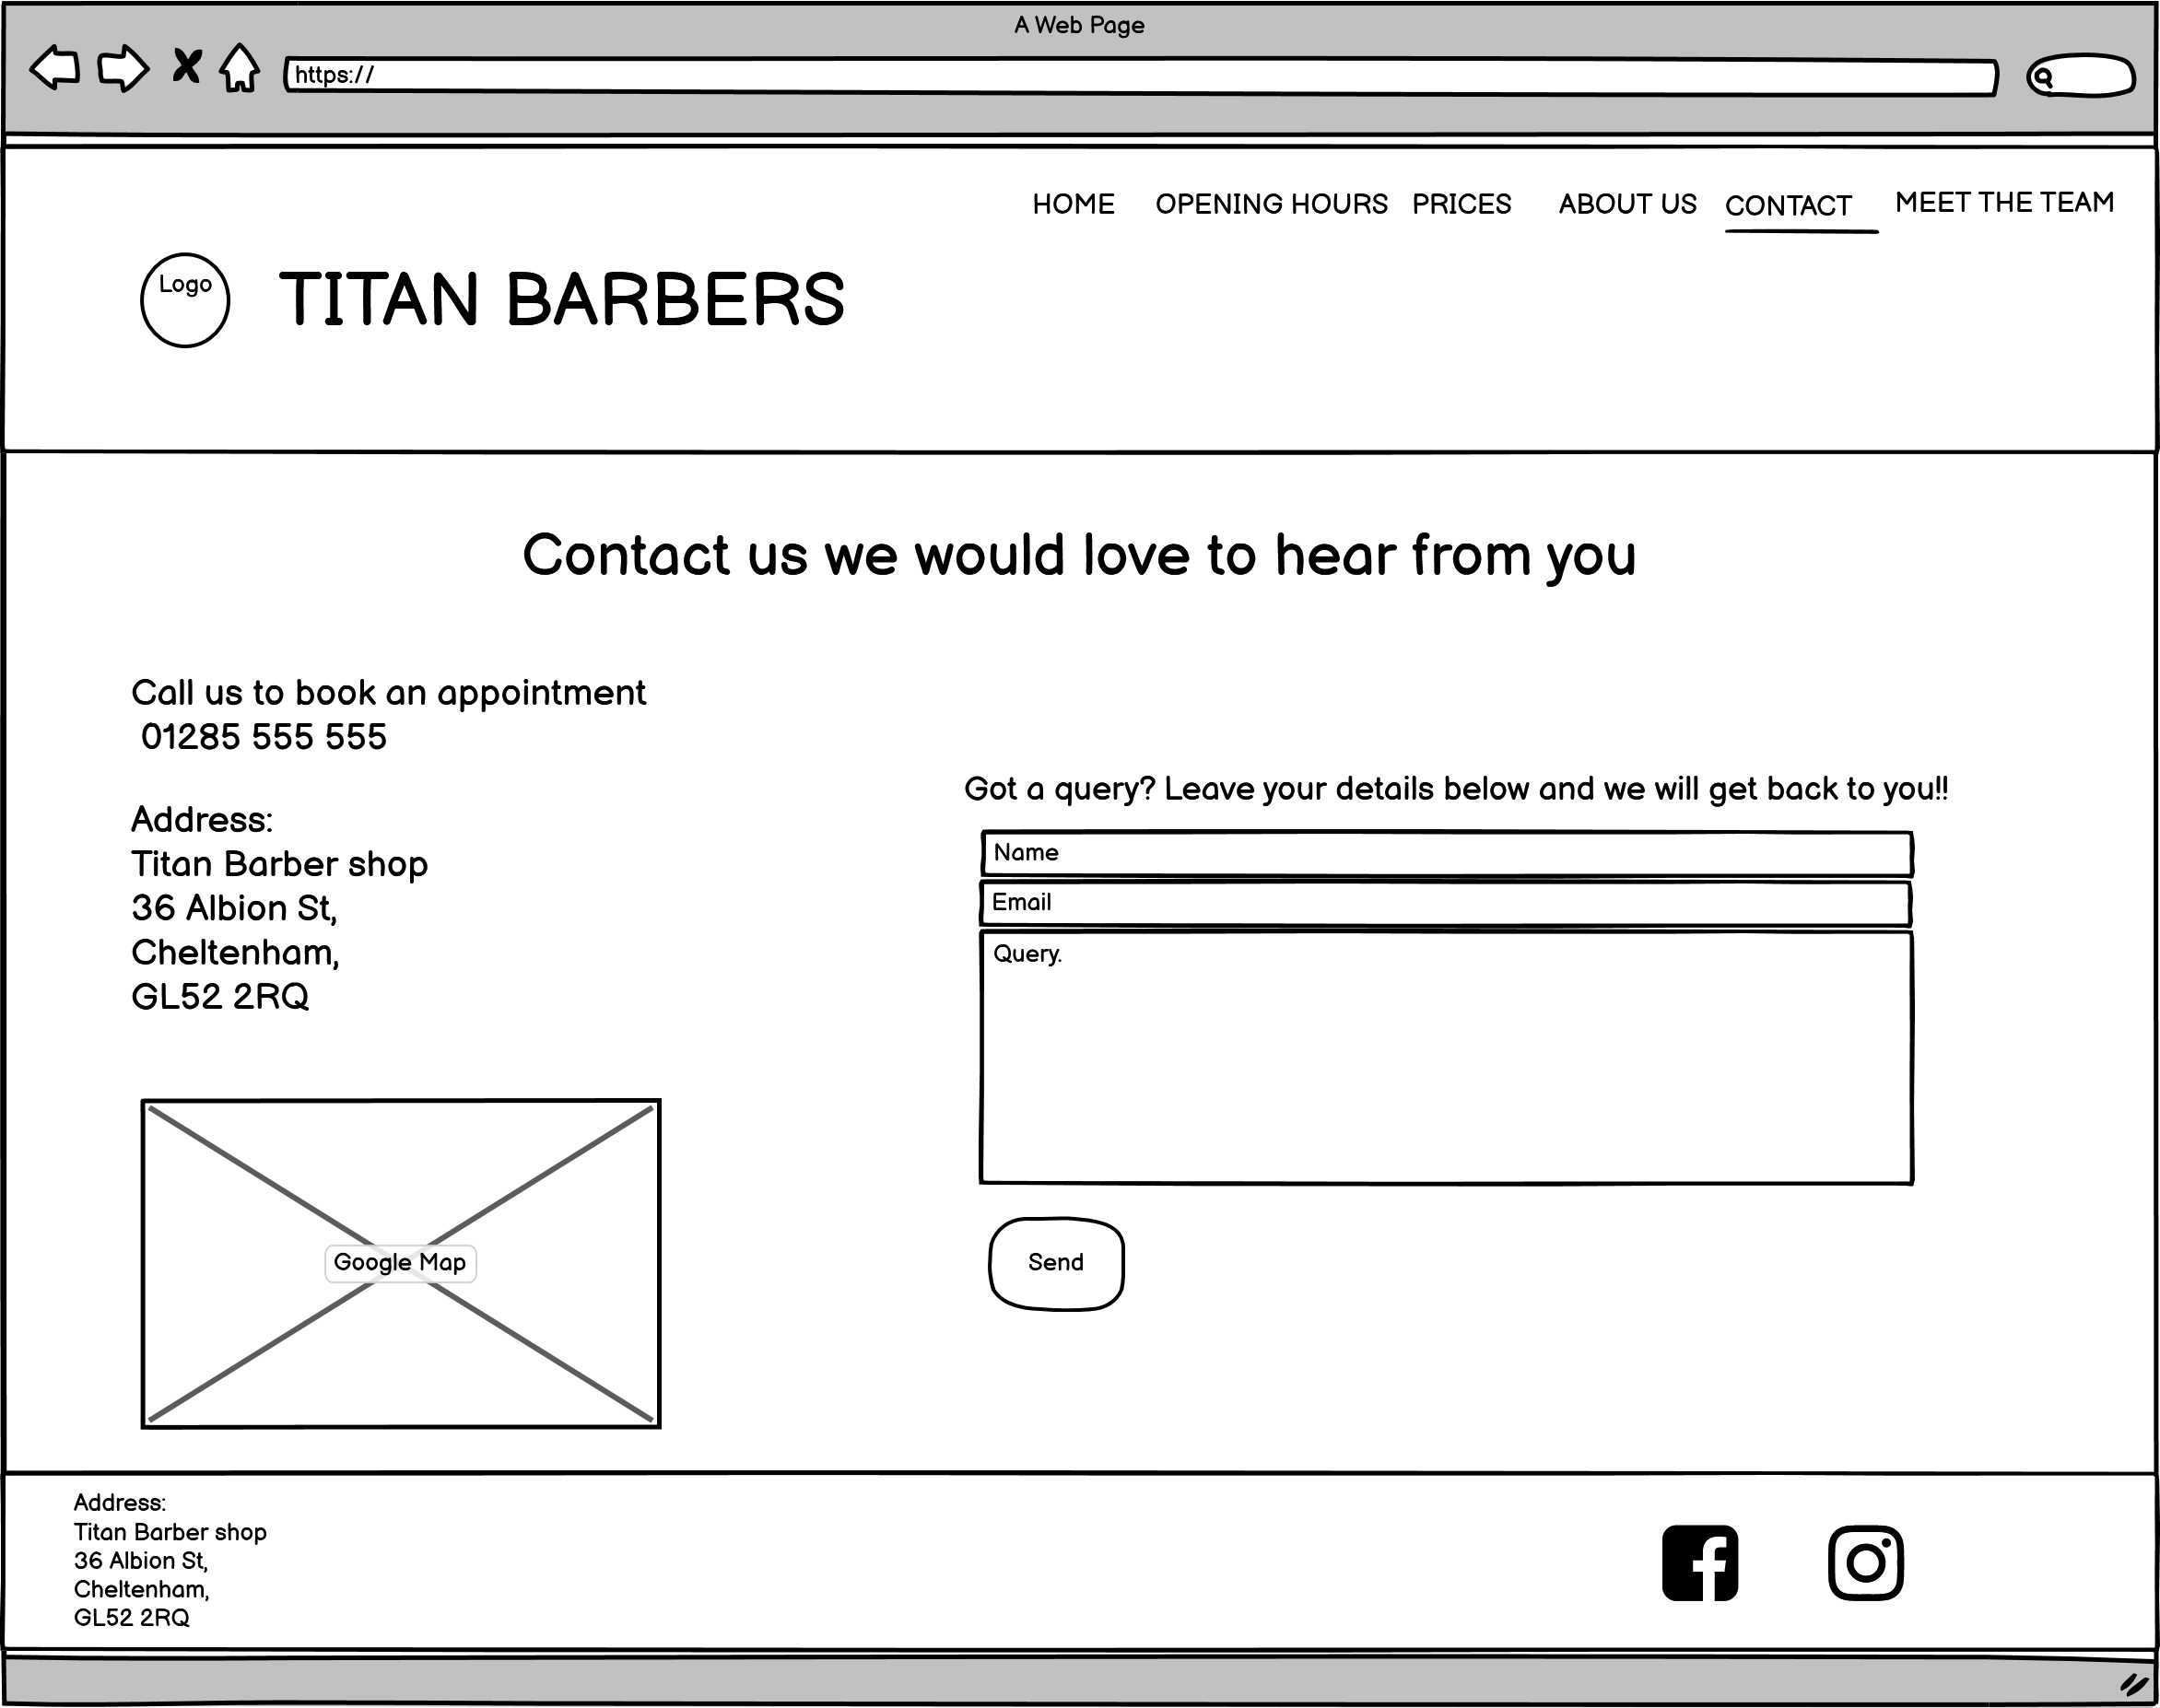 A Web Page
https://
HOME OPENING HOURS PRICES ABOUT US CONTACT MEET THE TEAM
Logo
TITAN BARBERS
Contact us we would love to hear from you
Call us to book an appointment
01285 555 555
Address:
Titan Barber shop
36 Albion St,
Cheltenham,
GL52 2RQ
Google Map
Got a query? Leave your details below and we will get back to you!!
Name
Email
Query.
Send
Address:
Titan Barber shop
36 Albion St,
Cheltenham,
GL52 2RQ